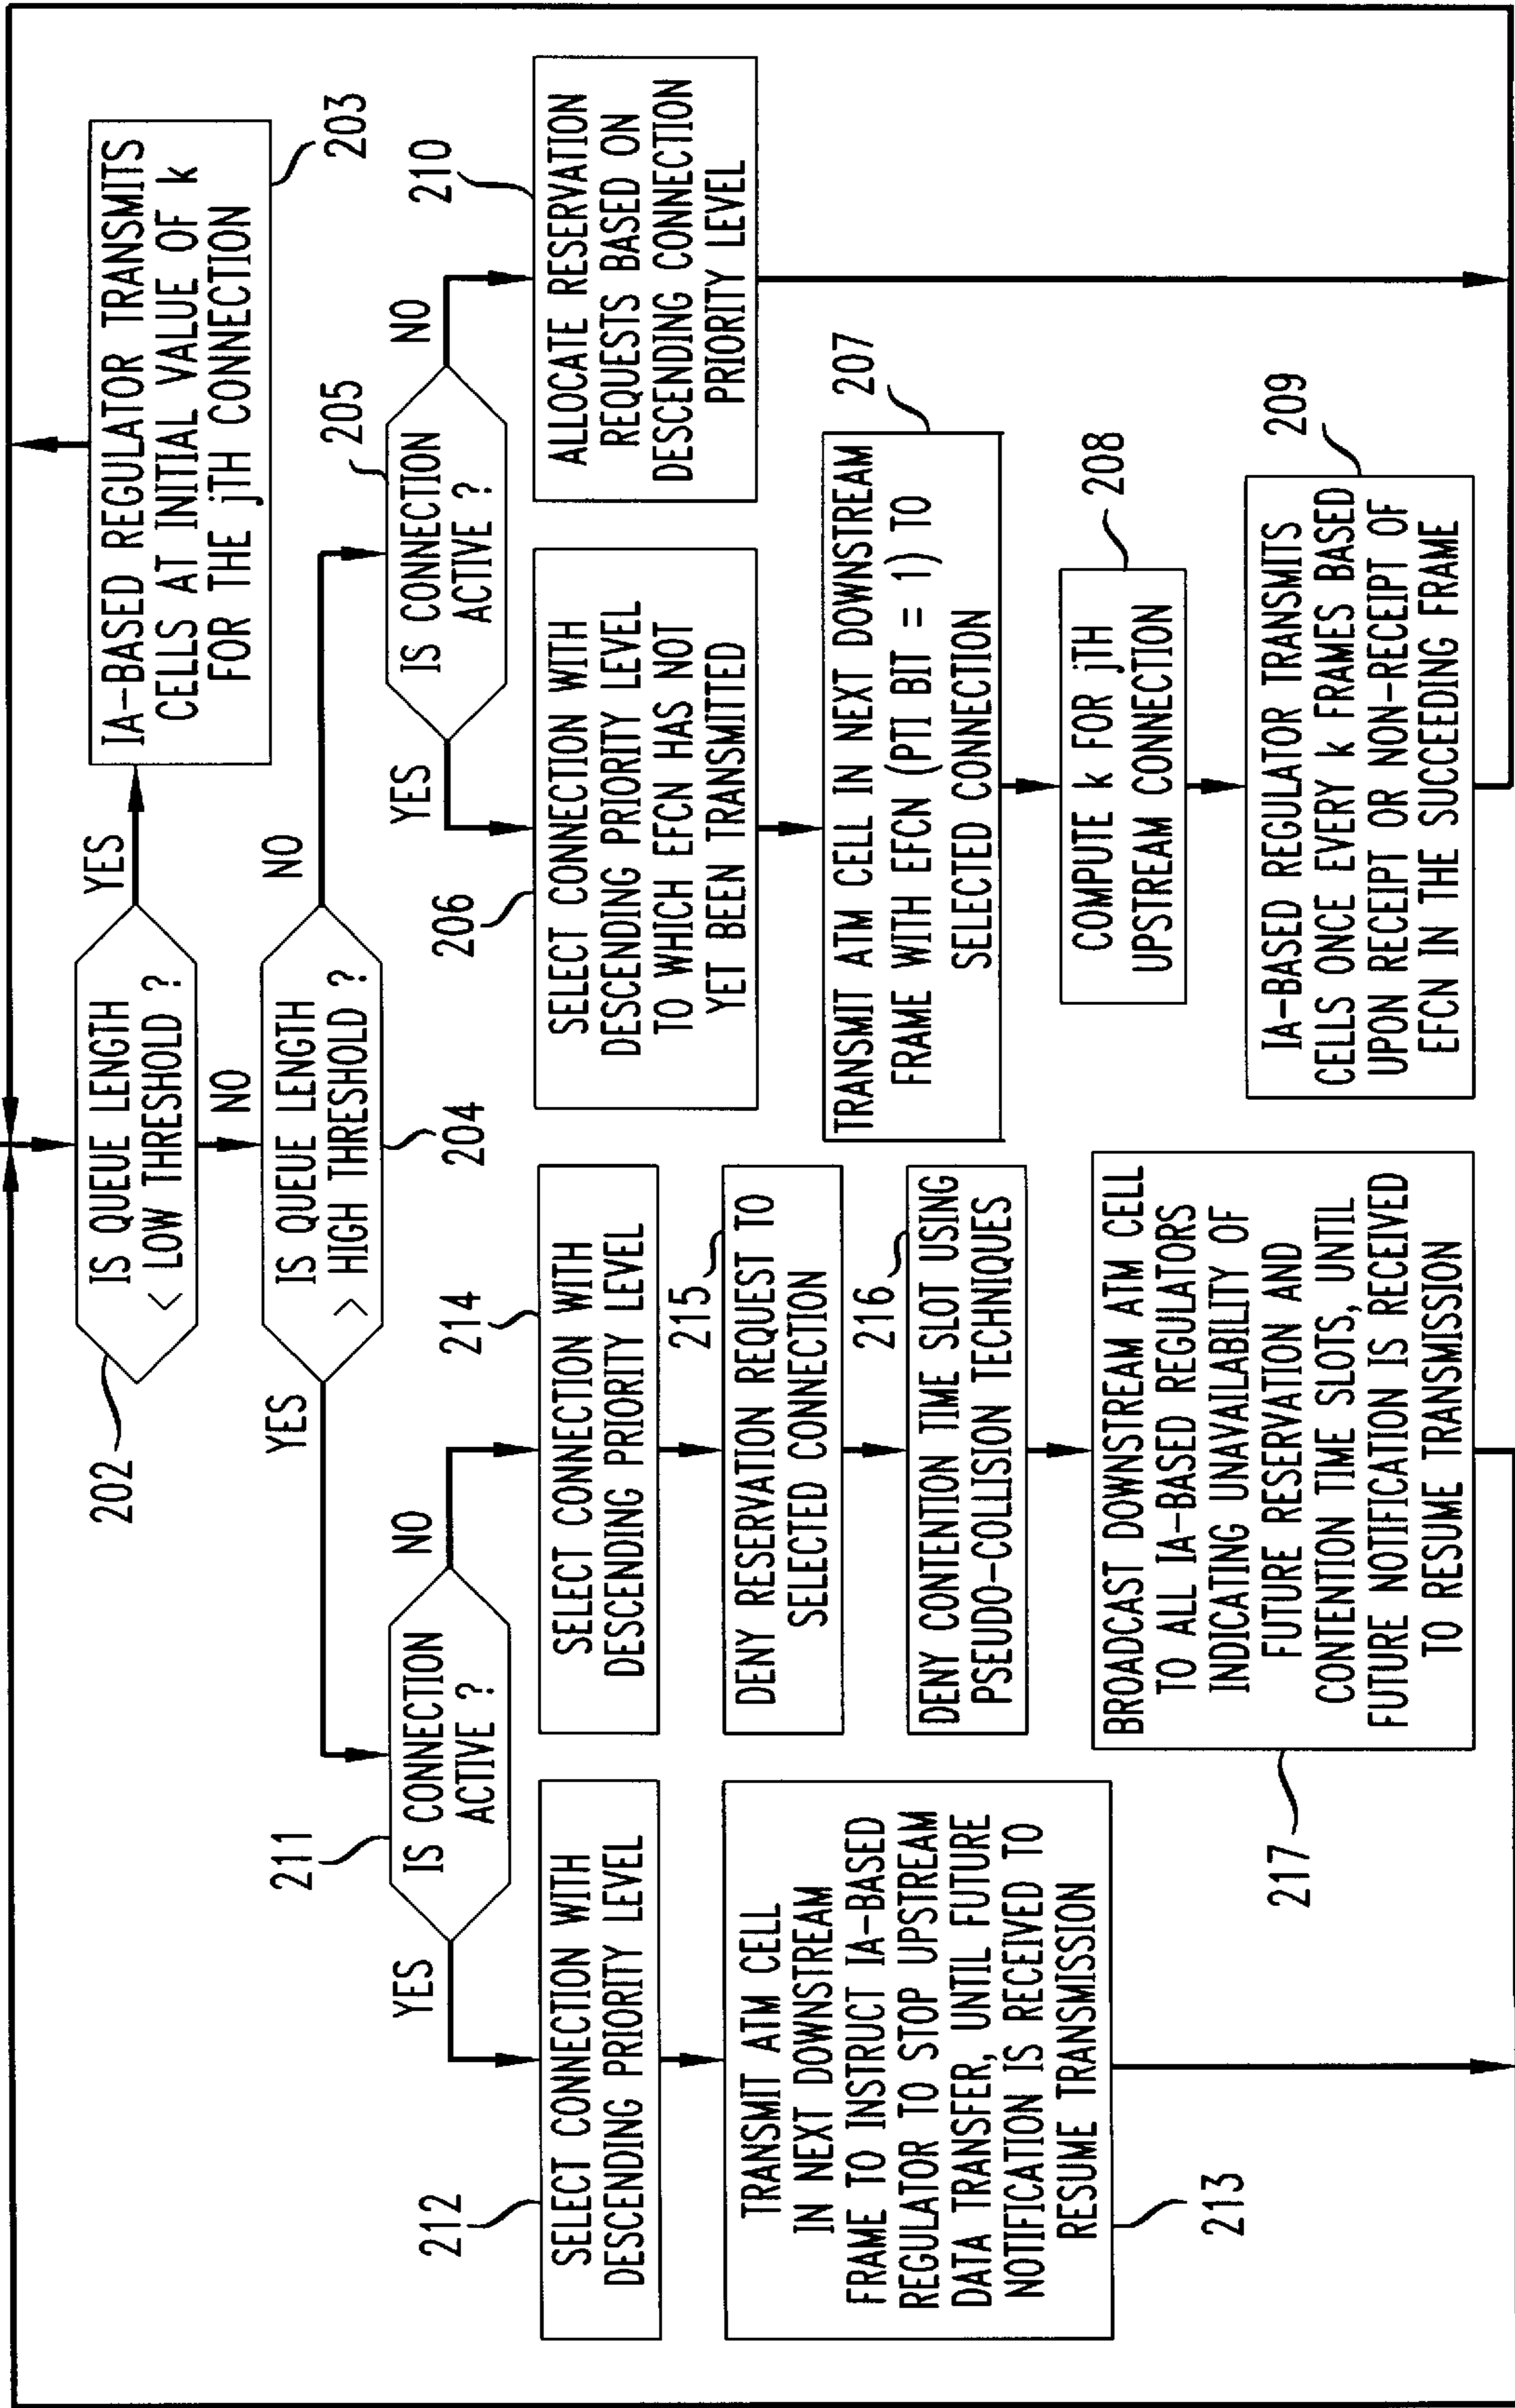 IS QUEUE LENGTH
< LOW THRESHOLD ?
202
YES
IA-BASED REGULATOR TRANSMITS
CELLS AT INITIAL VALUE OF k
FOR THE jTH CONNECTION
203
NO
IS QUEUE LENGTH
> HIGH THRESHOLD ?
204
YES
NO
IS CONNECTION
ACTIVE ?
205
YES
NO
SELECT CONNECTION WITH
DESCENDING PRIORITY LEVEL
TO WHICH EFCN HAS NOT
YET BEEN TRANSMITTED
206
ALLOCATE RESERVATION
REQUESTS BASED ON
DESCENDING CONNECTION
PRIORITY LEVEL
210
TRANSMIT ATM CELL IN NEXT DOWNSTREAM
FRAME WITH EFCN (PTI BIT = 1) TO
SELECTED CONNECTION
207
COMPUTE k FOR jTH
UPSTREAM CONNECTION
208
IA-BASED REGULATOR TRANSMITS
CELLS ONCE EVERY k FRAMES BASED
UPON RECEIPT OR NON-RECEIPT OF
EFCN IN THE SUCCEEDING FRAME
209
IS CONNECTION
ACTIVE ?
211
YES
NO
SELECT CONNECTION WITH
DESCENDING PRIORITY LEVEL
212
TRANSMIT ATM CELL
IN NEXT DOWNSTREAM
FRAME TO INSTRUCT IA-BASED
REGULATOR TO STOP UPSTREAM
DATA TRANSFER, UNTIL FUTURE
NOTIFICATION IS RECEIVED TO
RESUME TRANSMISSION
213
SELECT CONNECTION WITH
DESCENDING PRIORITY LEVEL
214
DENY RESERVATION REQUEST TO
SELECTED CONNECTION
215
DENY CONTENTION TIME SLOT USING
PSEUDO-COLLISION TECHNIQUES
216
BROADCAST DOWNSTREAM ATM CELL
TO ALL IA-BASED REGULATORS
INDICATING UNAVAILABILITY OF
FUTURE RESERVATION AND
CONTENTION TIME SLOTS, UNTIL
FUTURE NOTIFICATION IS RECEIVED
TO RESUME TRANSMISSION
217